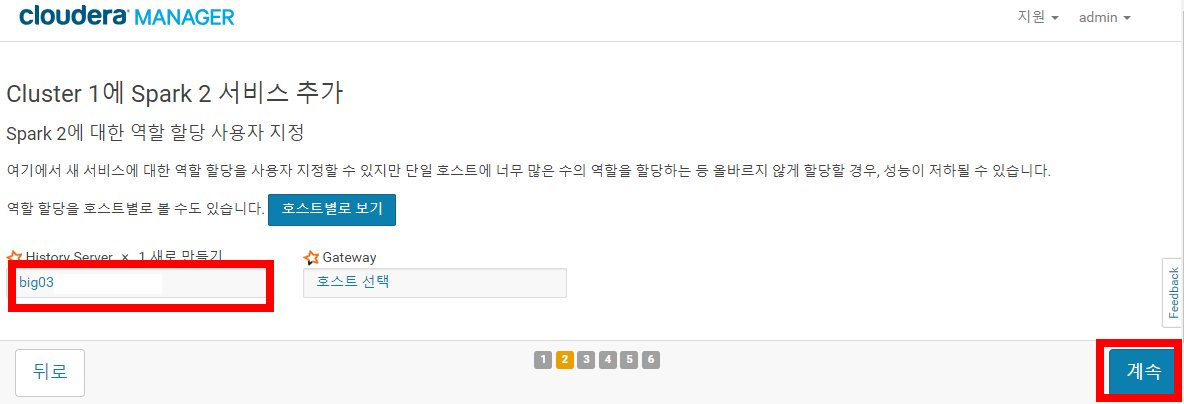 cloudera MANAGER
지원 admin
Cluster 1에 Spark 2 서비스 추가
Spark 2에 대한 역할 할당 사용자 지정
여기에서 새 서비스에 대한 역할 할당을 사용자 지정할 수 있지만 단일 호스트에 너무 많은 수의 역할을 할당하는 등 올바르지 않게 할당할 경우, 성능이 저하될 수 있습니다.
역할 할당을 호스트별로 볼 수도 있습니다. 호스트별로 보기
History Server × 1 새로 만들기 Gateway
big03 호스트 선택
Feedback
뒤로 1 2 3 4 5 6 계속